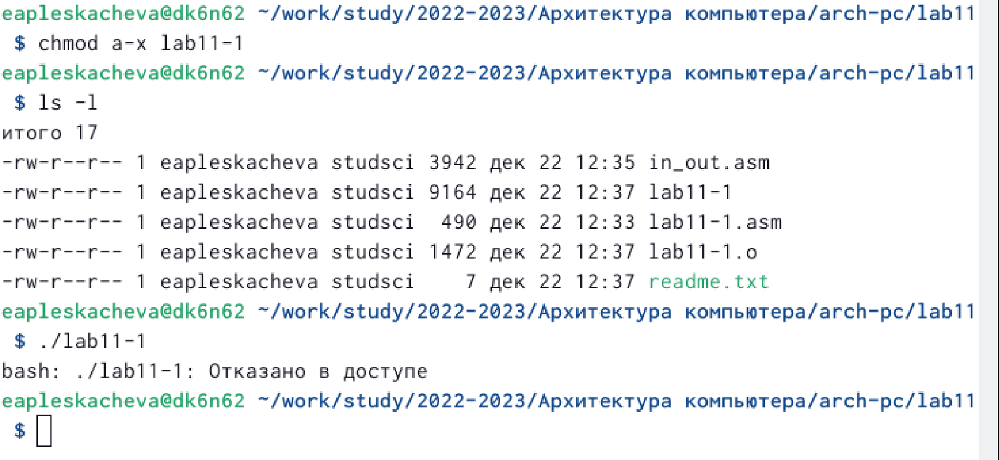 eapleskacheva@dk6n62 ~/work/study/2022-2023/Архитектура компьютера/arch-pc/lab11
$ chmod a-x lab11-1
eapleskacheva@dk6n62 ~/work/study/2022-2023/Архитектура компьютера/arch-pc/lab11
$ ls -l
итого 17
-rw-r--r-- 1 eapleskacheva studsci 3942 дек 22 12:35 in_out.asm
-rw-r--r-- 1 eapleskacheva studsci 9164 дек 22 12:37 lab11-1
-rw-r--r-- 1 eapleskacheva studsci  490 дек 22 12:33 lab11-1.asm
-rw-r--r-- 1 eapleskacheva studsci 1472 дек 22 12:37 lab11-1.o
-rw-r--r-- 1 eapleskacheva studsci    7 дек 22 12:37 readme.txt
eapleskacheva@dk6n62 ~/work/study/2022-2023/Архитектура компьютера/arch-pc/lab11
$ ./lab11-1
bash: ./lab11-1: Отказано в доступе
eapleskacheva@dk6n62 ~/work/study/2022-2023/Архитектура компьютера/arch-pc/lab11
$